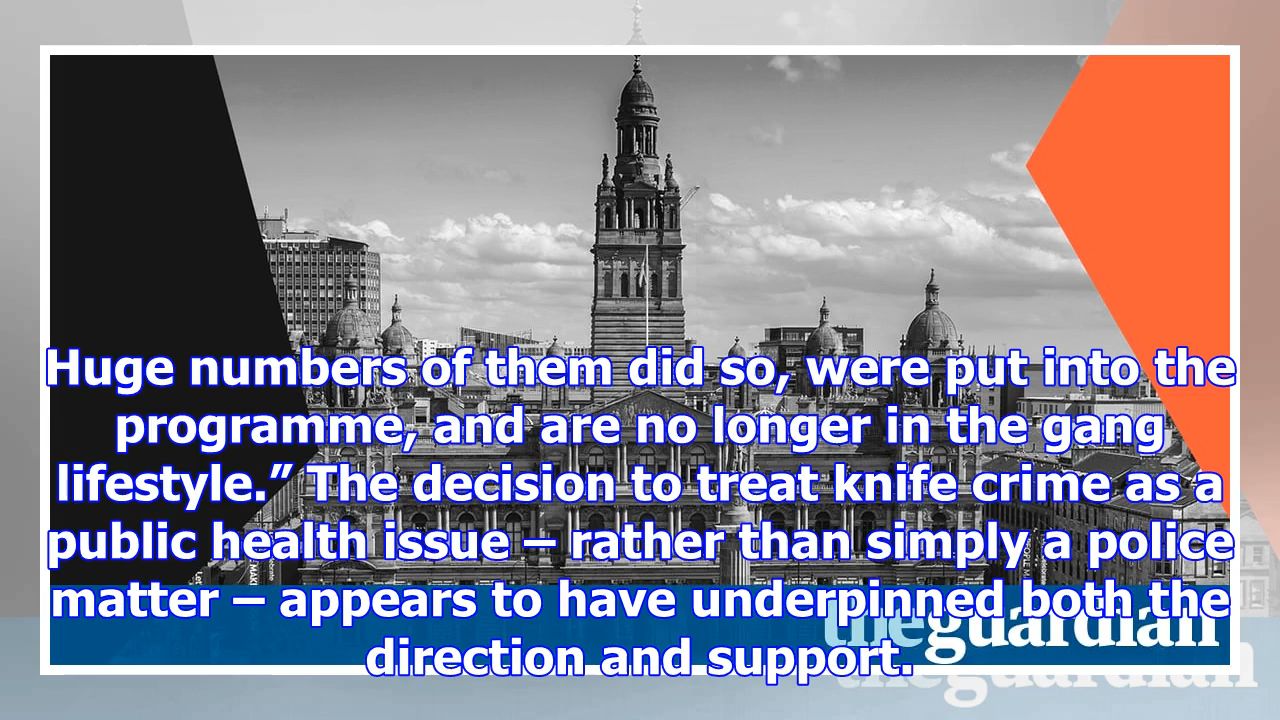 Huge numbers of them did so, were put into the
programme, and are no longer in the gang
lifestyle.” The decision to treat knife crime as a
public health issue – rather than simply a police
matter – appears to have underpinned both the
direction and support.
theguardian
theguardian